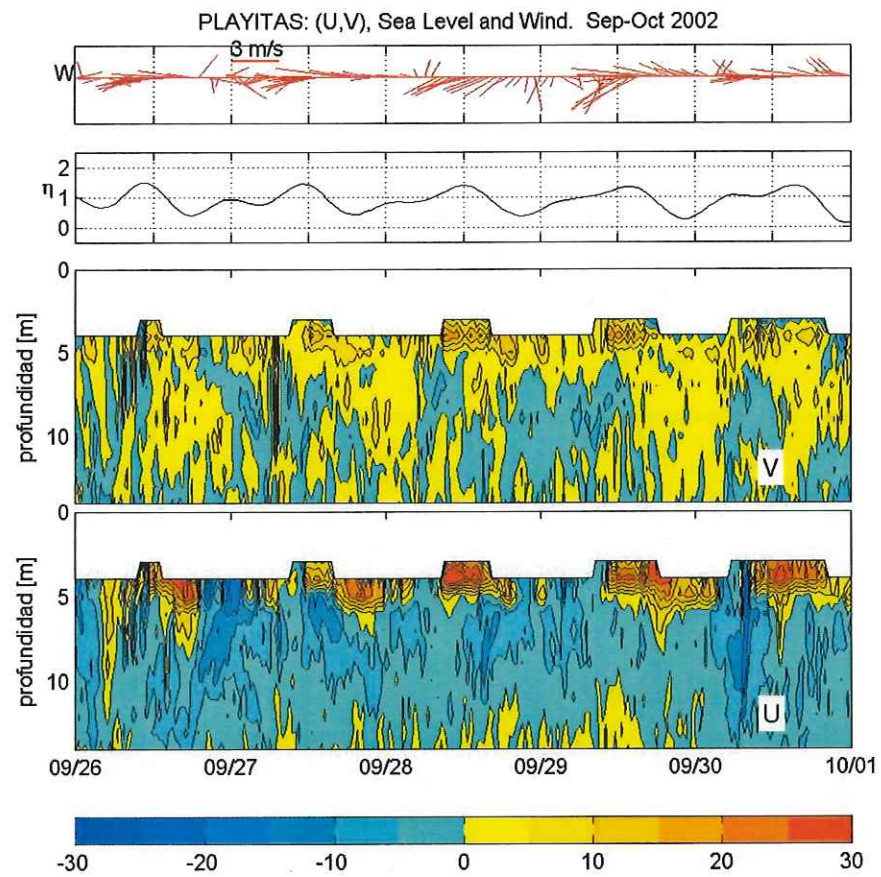 PLAYITAS: (U,V), Sea Level and Wind. Sep-Oct 2002
3 m/s
W
2
η 1
0
0
profundidad [m]
5
10
V
0
profundidad [m]
5
10
U
09/26 09/27 09/28 09/29 09/30 10/01
-30 -20 -10 0 10 20 30